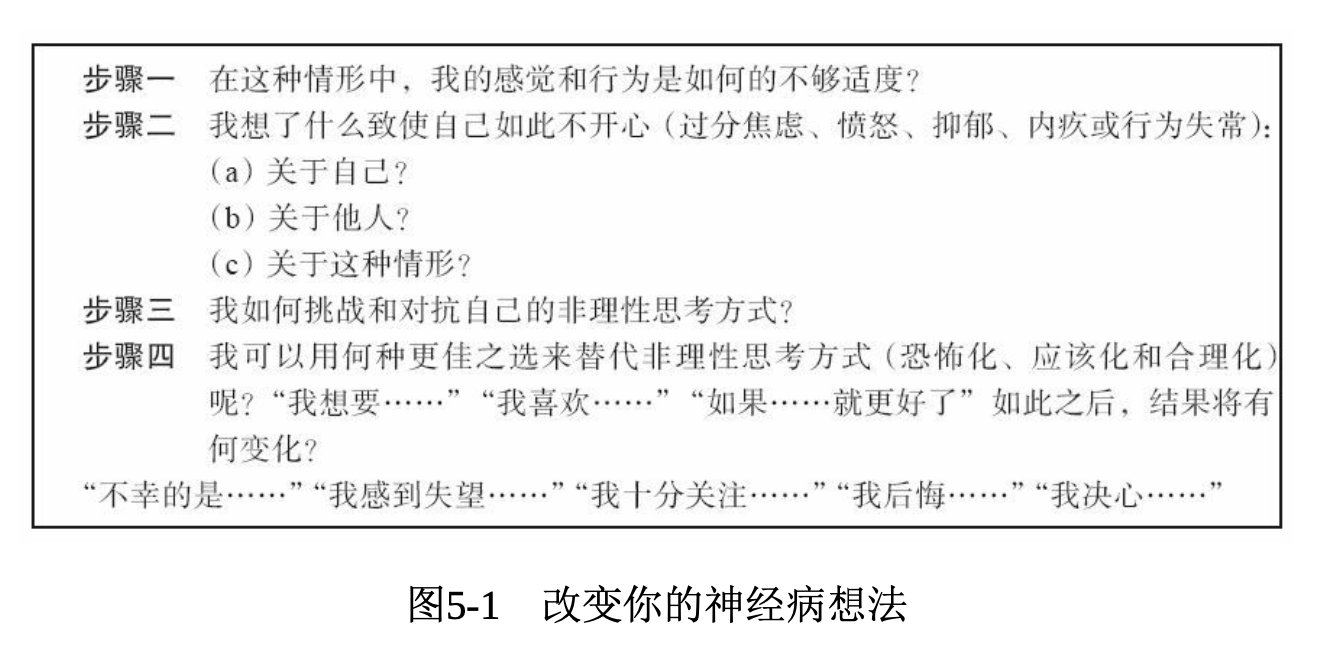 步骤一 在这种情形中，我的感觉和行为是如何的不够适度？
步骤二 我想了什么致使自己如此不开心（过分焦虑、愤怒、抑郁、内疚或行为失常）：
（a）关于自己？
（b）关于他人？
（c）关于这种情形？
步骤三 我如何挑战和对抗自己的非理性思考方式？
步骤四 我可以用何种更佳之选来替代非理性思考方式（恐怖化、应该化和合理化）
呢？“我想要……”“我喜欢……”“如果……就更好了”如此之后，结果将有
何变化？
“不幸的是……”“我感到失望……”“我十分关注……”“我后悔……”“我决心……”
图5-1 改变你的神经病想法